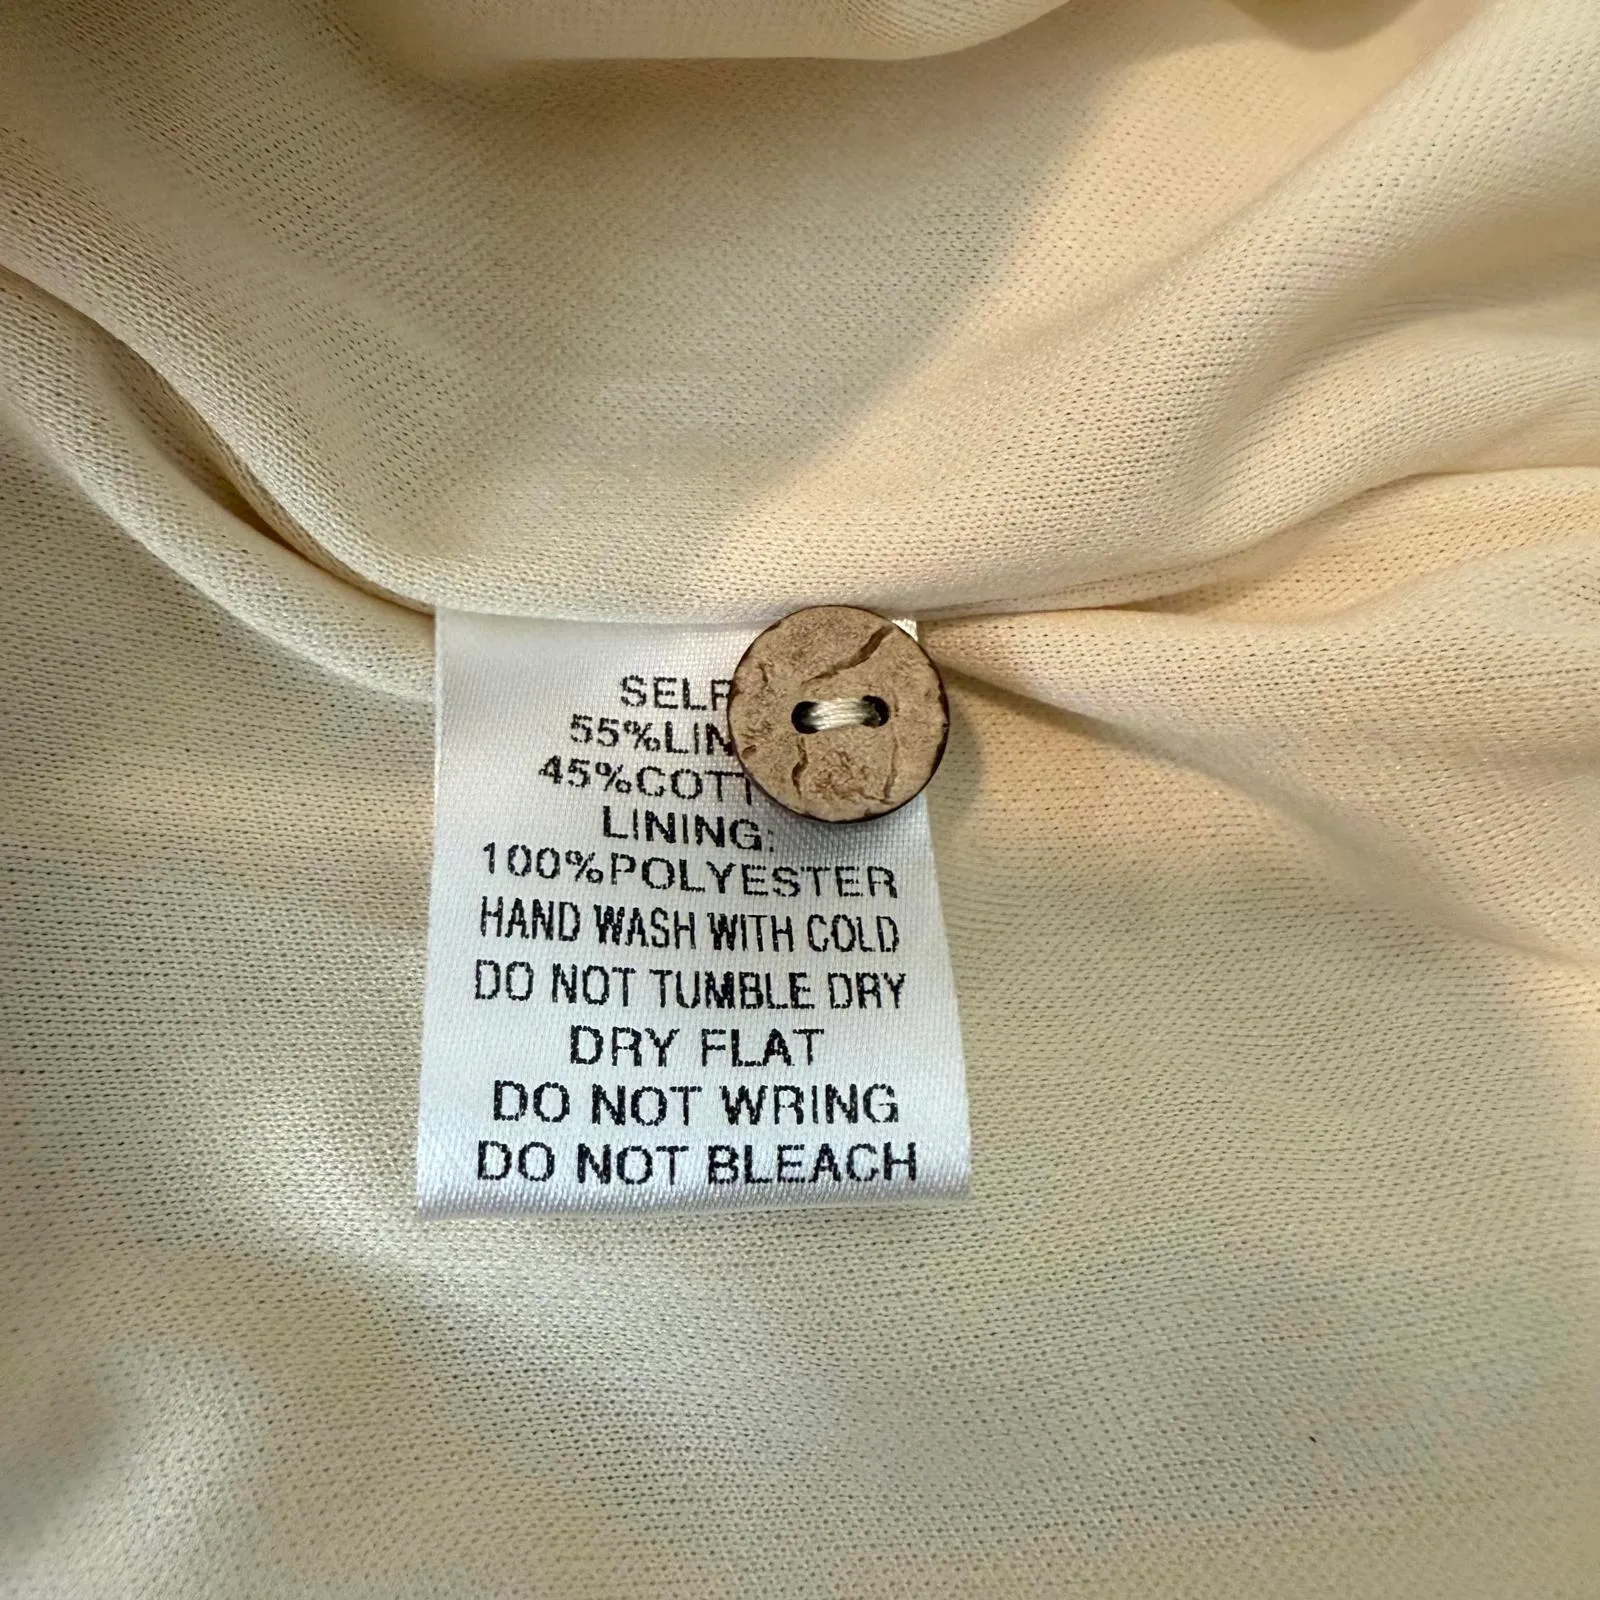 SELF
55%LIN
45%COTT
LINING:
100%POLYESTER
HAND WASH WITH COLD
DO NOT TUMBLE DRY
DRY FLAT
DO NOT WRING
DO NOT BLEACH